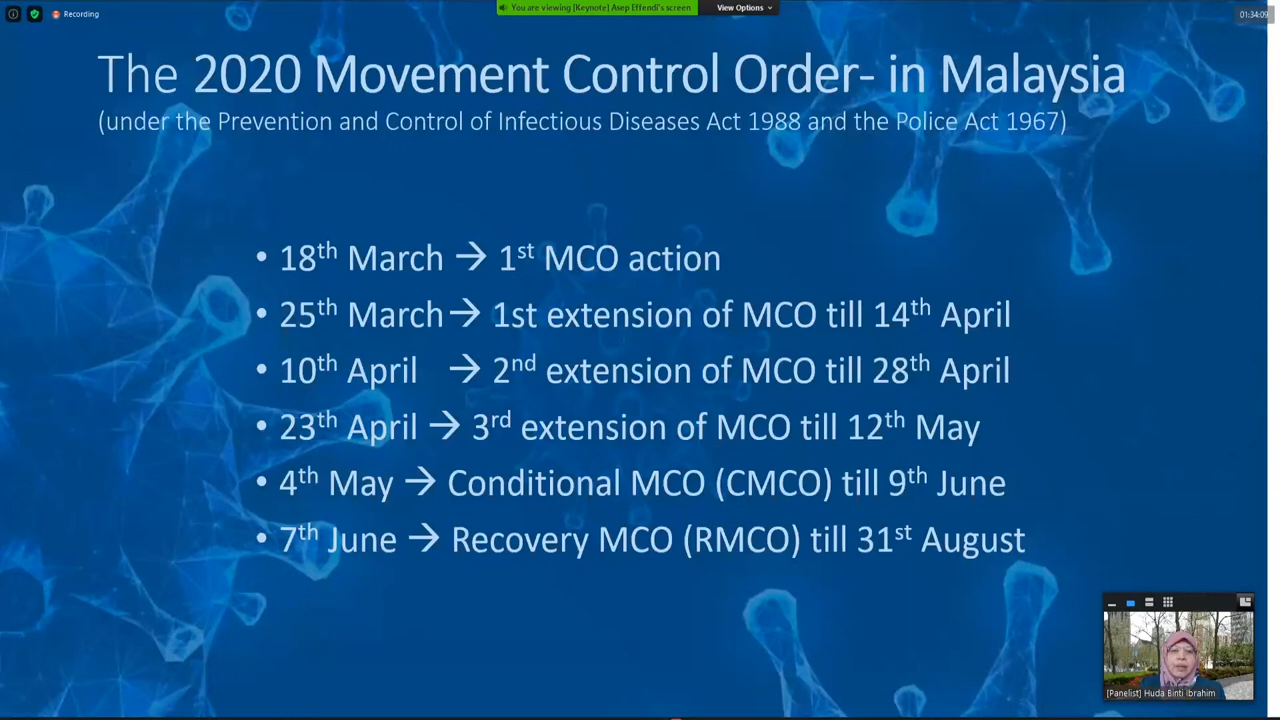 Recording
You are viewing [Keynote] Asep Effendi's screen
View Options
01:34:09
The 2020 Movement Control Order- in Malaysia
(under the Prevention and Control of Infectious Diseases Act 1988 and the Police Act 1967)
• 18th March → 1st MCO action
• 25th March → 1st extension of MCO till 14th April
• 10th April → 2nd extension of MCO till 28th April
• 23th April → 3rd extension of MCO till 12th May
• 4th May → Conditional MCO (CMCO) till 9th June
• 7th June → Recovery MCO (RMCO) till 31st August
[Panelist] Huda Binti Ibrahim